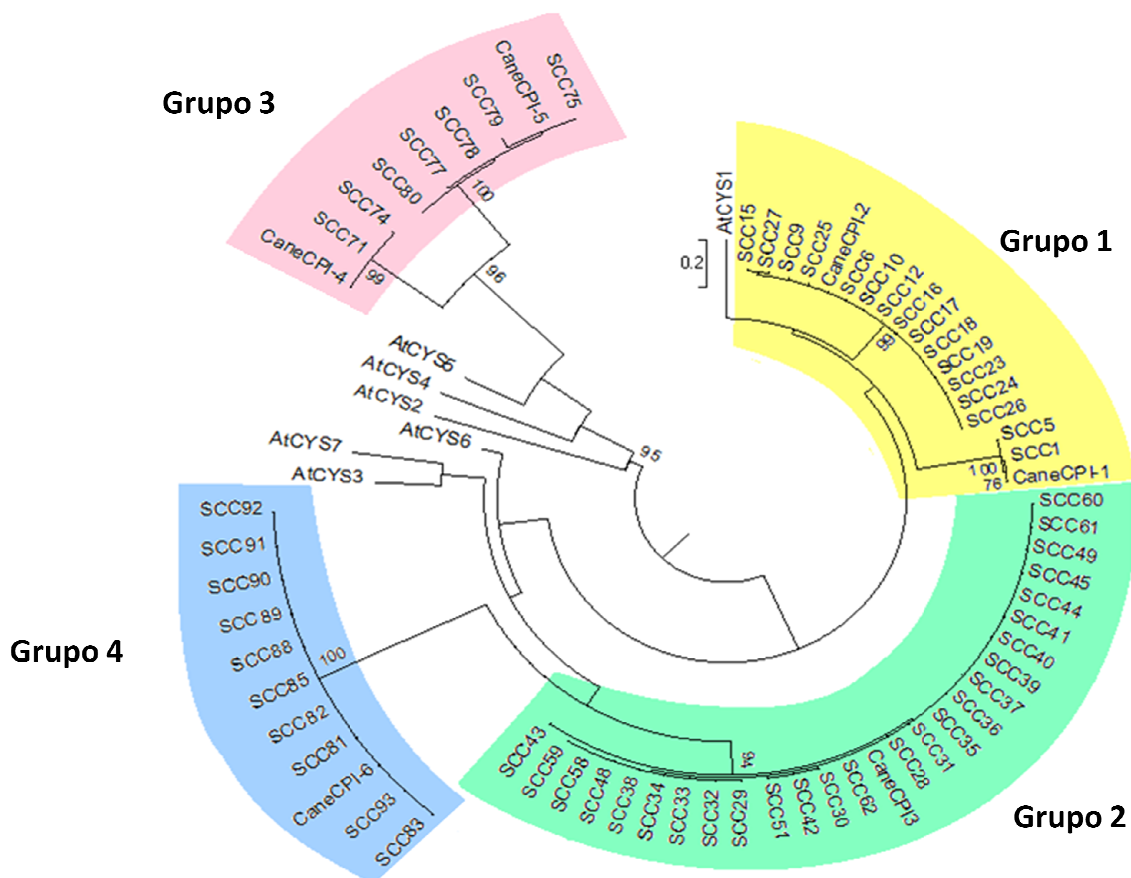 Grupo 3
CaneCPI-4
SCC71
SCC74
SCC80
SCC77
SCC78
SCC79
CaneCPI-5
SCC75
99
100
96
Grupo 1
AtCYS1
0.2
SCC15
SCC27
SCC9
SCC25
CaneCPI-2
SCC6
SCC10
SCC12
SCC16
SCC17
SCC18
SCC19
SCC23
SCC24
SCC26
99
SCC5
SCC1
CaneCPI-1
100
76
AtCYS5
AtCYS4
AtCYS2
95
AtCYS6
AtCYS7
AtCYS3
Grupo 4
SCC92
SCC91
SCC90
SCC89
SCC88
SCC85
SCC82
SCC81
CaneCPI-6
SCC93
SCC83
100
Grupo 2
SCC60
SCC61
SCC49
SCC45
SCC44
SCC41
SCC40
SCC39
SCC37
SCC36
SCC35
SCC31
SCC28
CaneCPI3
SCC62
SCC30
SCC42
SCC51
SCC29
SCC32
SCC33
SCC34
SCC38
SCC48
SCC58
SCC59
SCC43
94